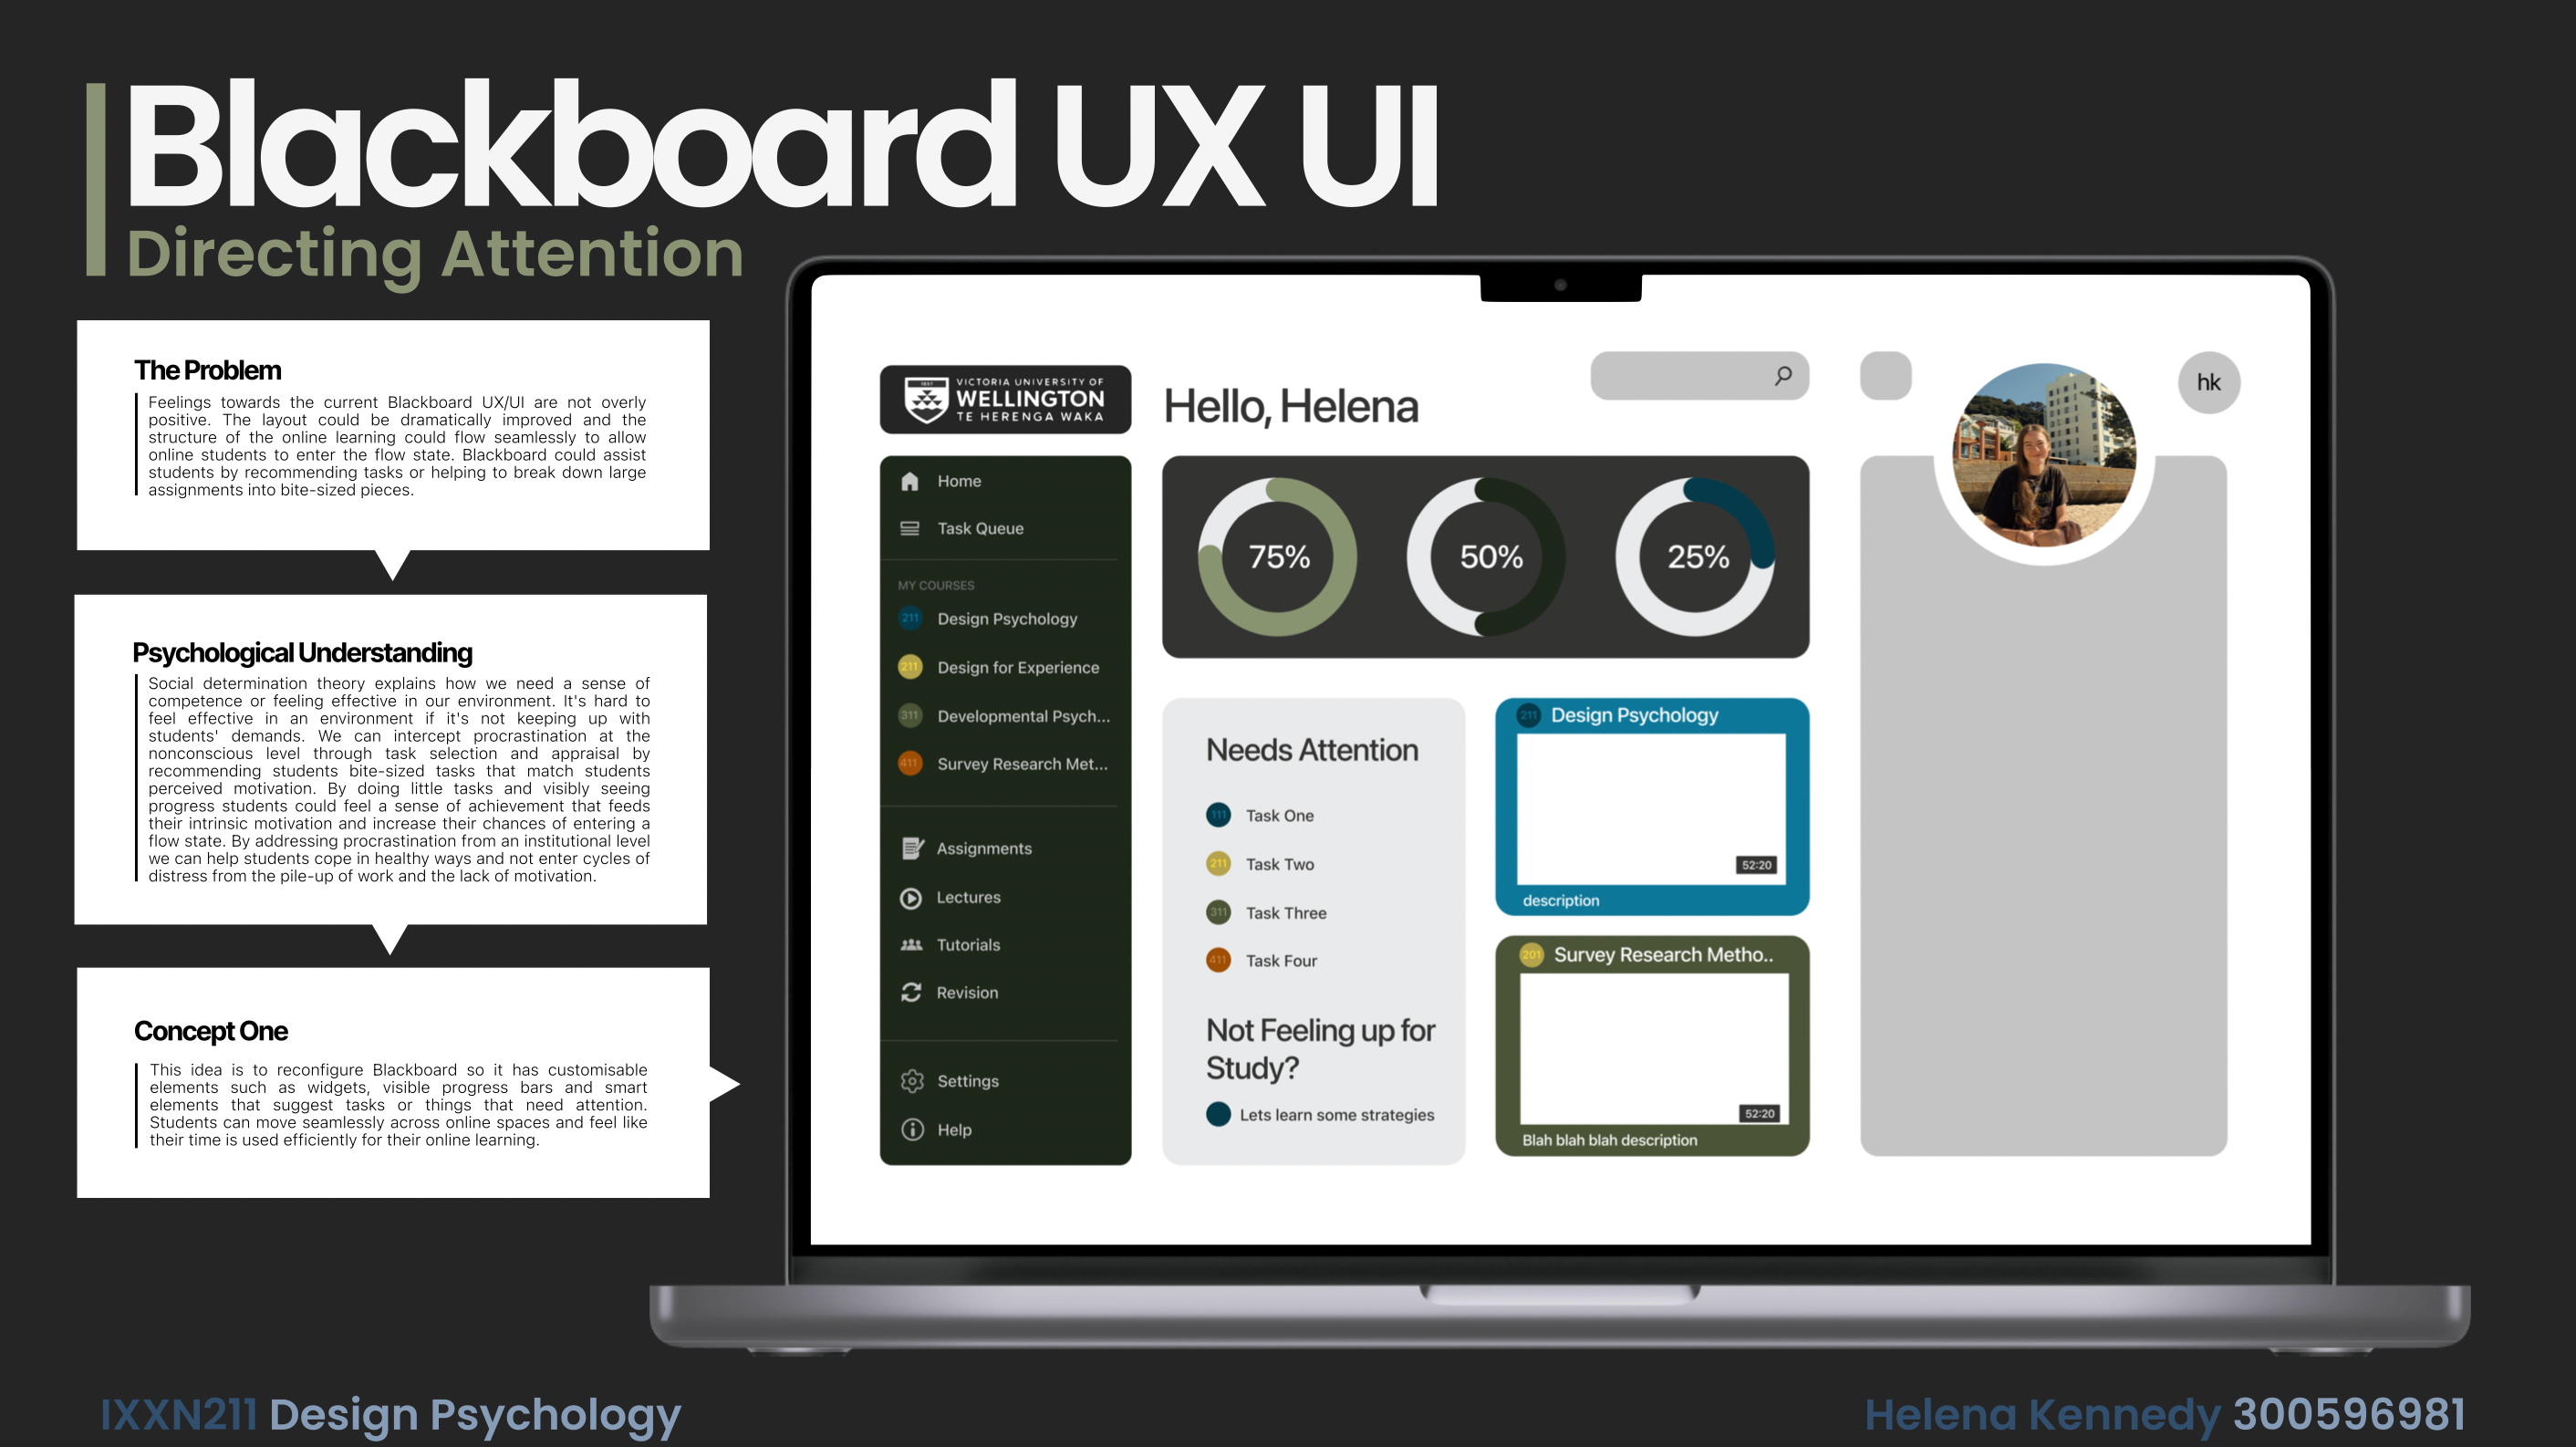 Blackboard UX UI
Directing Attention
The Problem
Feelings towards the current Blackboard UX/UI are not overly
positive. The layout could be dramatically improved and the
structure of the online learning could flow seamlessly to allow
online students to enter the flow state. Blackboard could assist
students by recommending tasks or helping to break down large
assignments into bite-sized pieces.
Psychological Understanding
Social determination theory explains how we need a sense of
competence or feeling effective in our environment. It's hard to
feel effective in an environment if it's not keeping up with
students' demands. We can intercept procrastination at the
nonconscious level through task selection and appraisal by
recommending students bite-sized tasks that match students
perceived motivation. By doing little tasks and visibly seeing
progress students could feel a sense of achievement that feeds
their intrinsic motivation and increase their chances of entering a
flow state. By addressing procrastination from an institutional level
we can help students cope in healthy ways and not enter cycles of
distress from the pile-up of work and the lack of motivation.
Concept One
This idea is to reconfigure Blackboard so it has customisable
elements such as widgets, visible progress bars and smart
elements that suggest tasks or things that need attention.
Students can move seamlessly across online spaces and feel like
their time is used efficiently for their online learning.
1897
VICTORIA UNIVERSITY OF
WELLINGTON
TE HERENGA WAKA
Home
Task Queue
MY COURSES
211 Design Psychology
211 Design for Experience
311 Developmental Psych...
411 Survey Research Met...
Assignments
Lectures
Tutorials
Revision
Settings
Help
Hello, Helena
hk
75%
50%
25%
Needs Attention
111 Task One
211 Task Two
311 Task Three
411 Task Four
Not Feeling up for
Study?
Lets learn some strategies
211 Design Psychology
52:20
description
201 Survey Research Metho..
52:20
Blah blah blah description
IXXN211 Design Psychology
Helena Kennedy 300596981